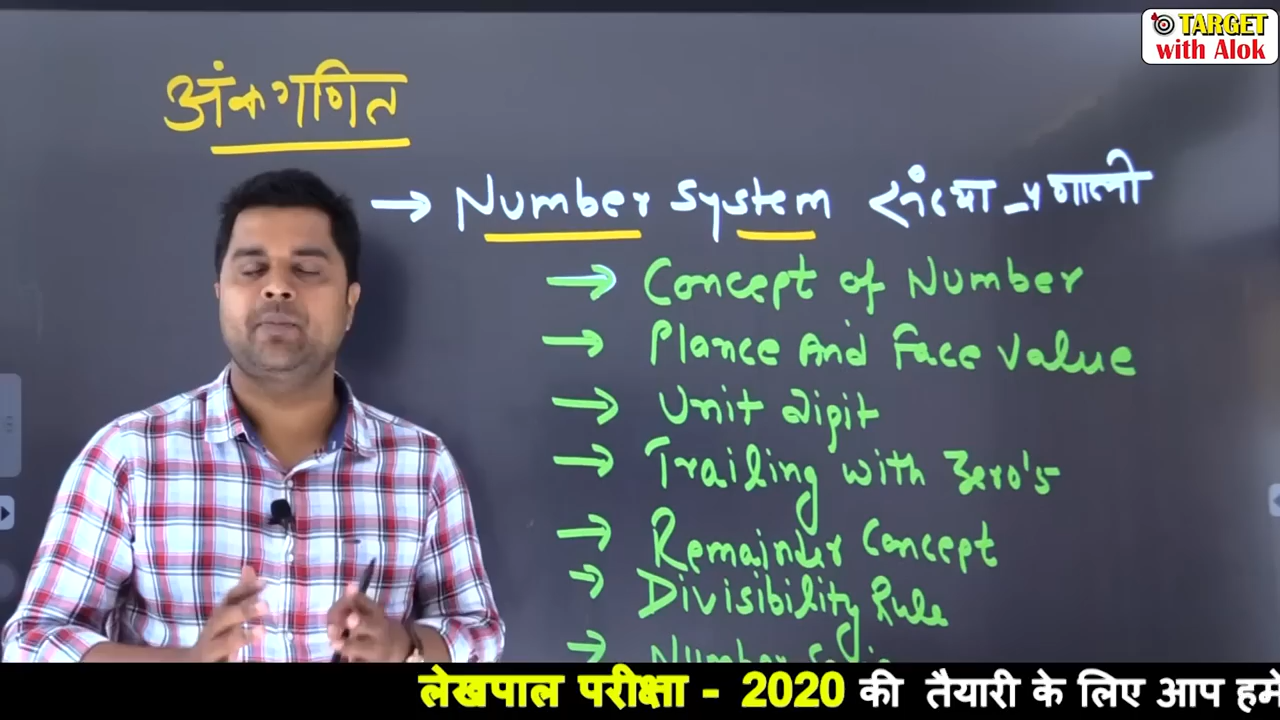 TARGET
with Alok
अंकगणित
→ Number System संख्या - प्रणाली
→ Concept of Number
→ Plance And Face Value
→ Unit digit
→ Trailing with Zero's
→ Remainder Concept
→ Divisibility Rule
→ Number
लेखपाल परीक्षा - 2020 की तैयारी के लिए आप हमे